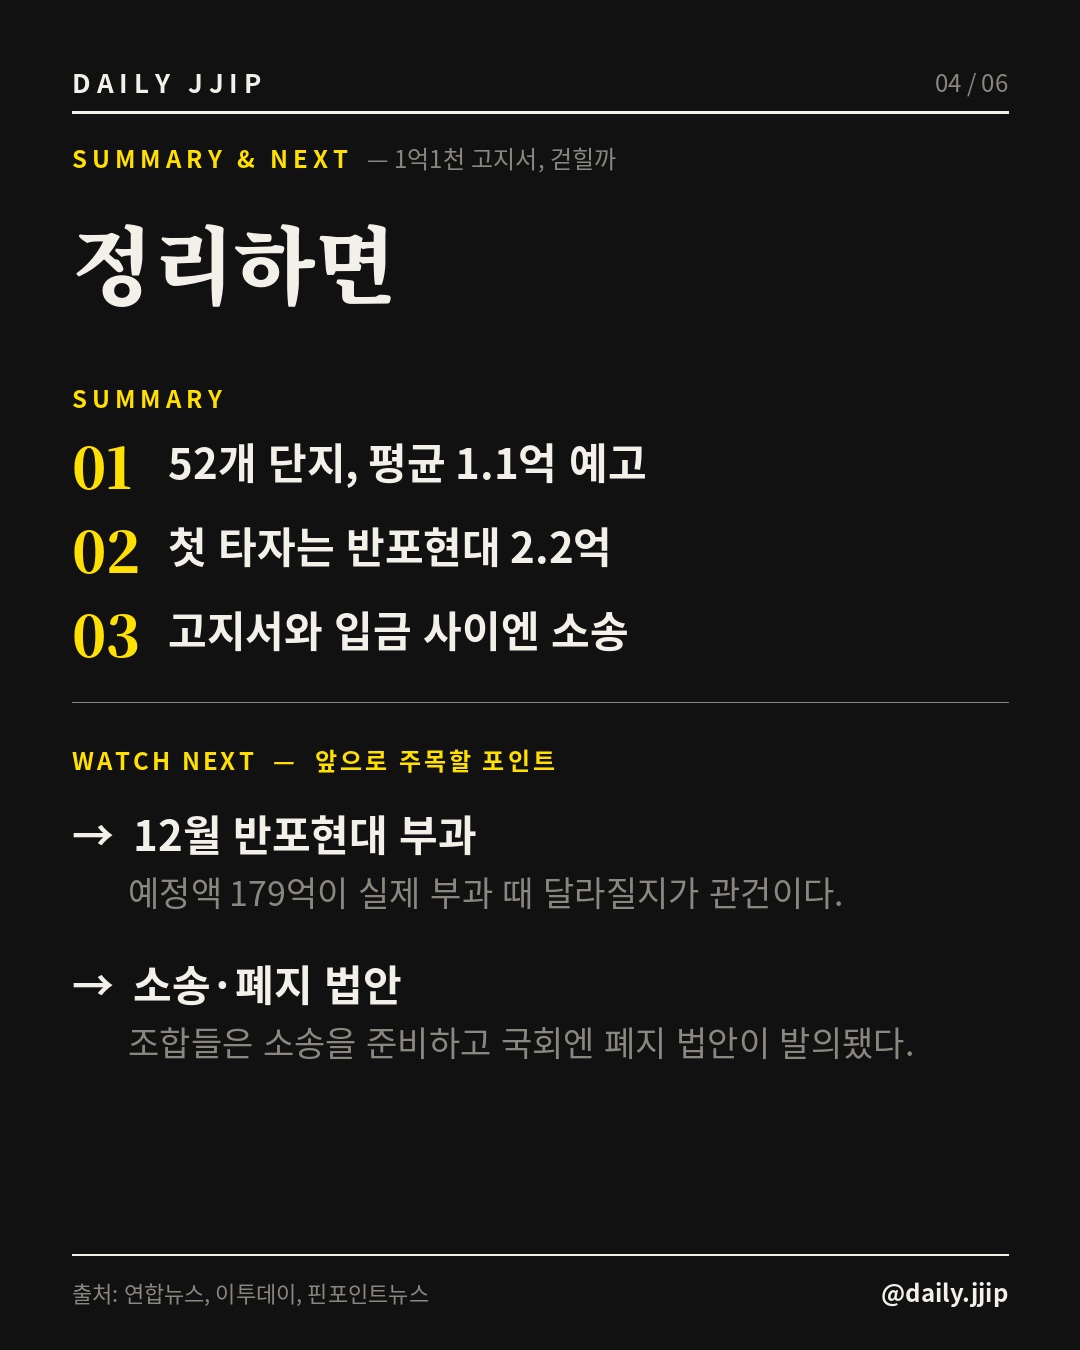 DAILY JJIP
04 / 06
SUMMARY & NEXT — 1억1천 고지서, 걷힐까
정리하면
SUMMARY
01 52개 단지, 평균 1.1억 예고
02 첫 타자는 반포현대 2.2억
03 고지서와 입금 사이엔 소송
WATCH NEXT — 앞으로 주목할 포인트
→ 12월 반포현대 부과
예정액 179억이 실제 부과 때 달라질지가 관건이다.
→ 소송·폐지 법안
조합들은 소송을 준비하고 국회엔 폐지 법안이 발의됐다.
출처: 연합뉴스, 이투데이, 핀포인트뉴스
@daily.jjip